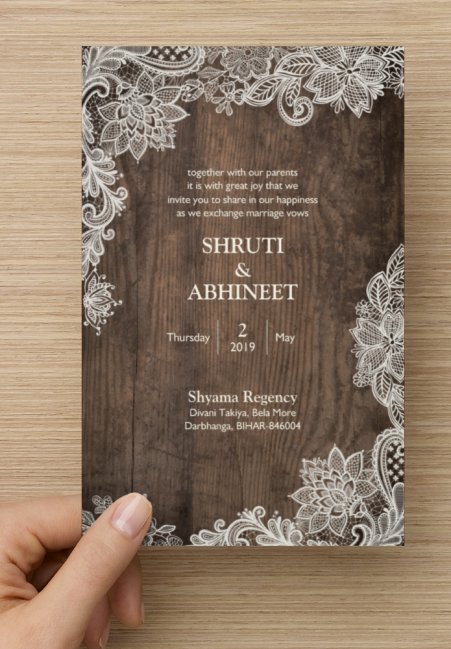 together with our parents
it is with great joy that we
invite you to share in our happiness
as we exchange marriage vows
SHRUTI
&
ABHINEET
Thursday 2 May
2019
Shyama Regency
Divani Takiya, Bela More
Darbhanga, BIHAR-846004